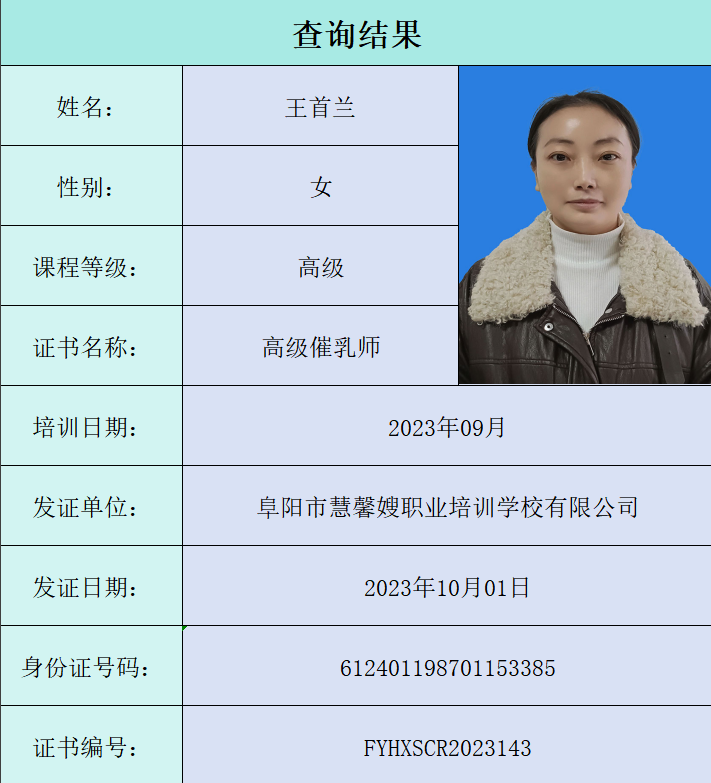 查询结果
姓名： 王首兰
性别： 女
课程等级： 高级
证书名称： 高级催乳师
培训日期： 2023年09月
发证单位： 阜阳市慧馨嫂职业培训学校有限公司
发证日期： 2023年10月01日
身份证号码： 612401198701153385
证书编号： FYHXSCR2023143